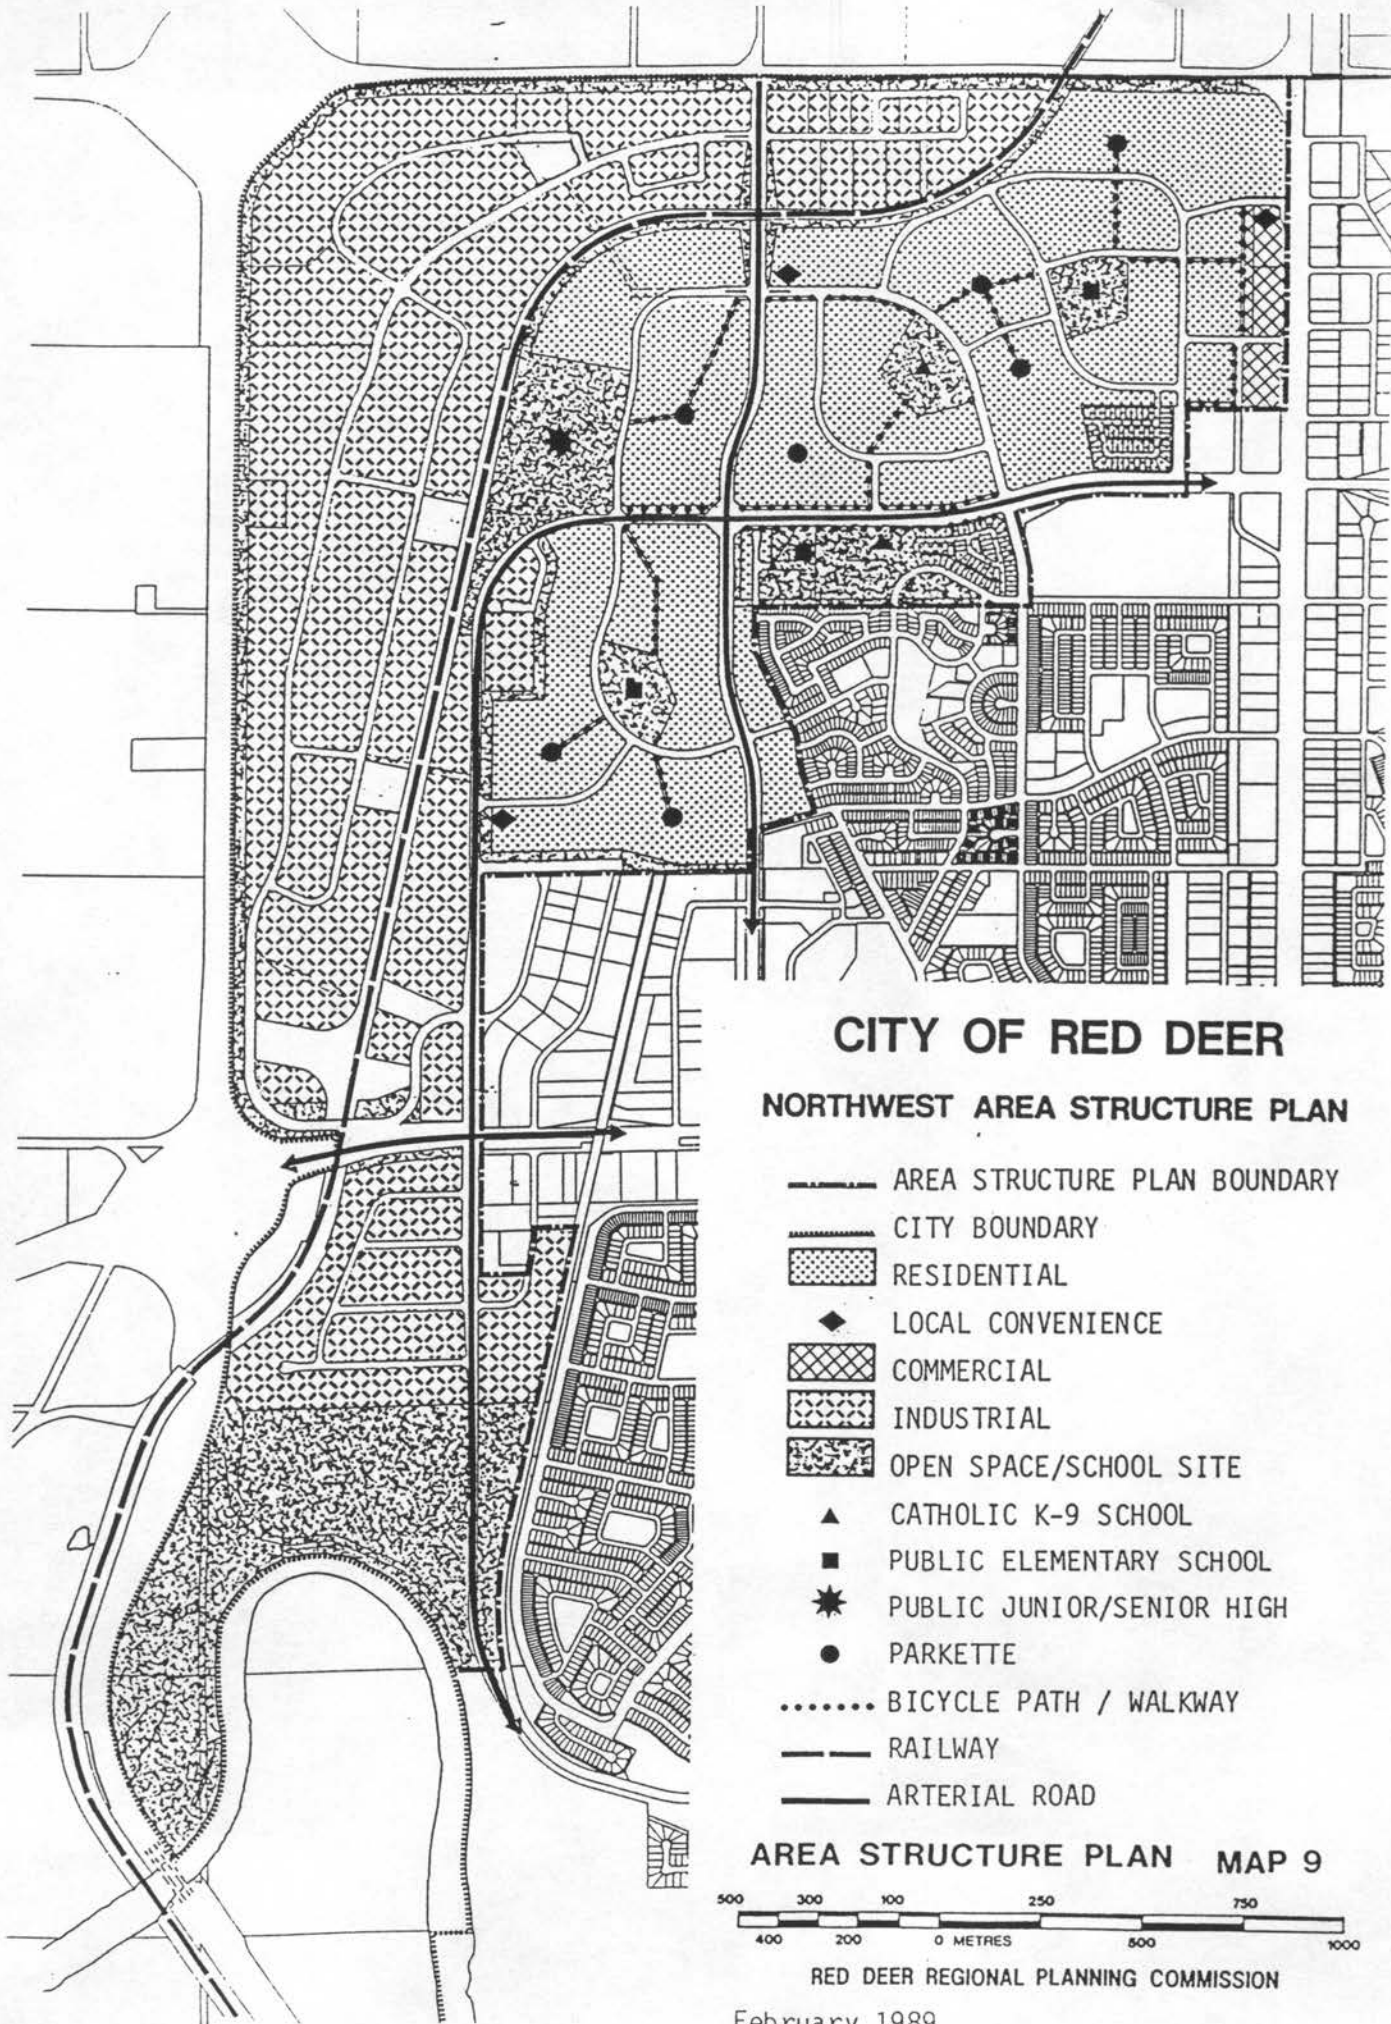 CITY OF RED DEER
NORTHWEST AREA STRUCTURE PLAN
AREA STRUCTURE PLAN BOUNDARY
CITY BOUNDARY
RESIDENTIAL
LOCAL CONVENIENCE
COMMERCIAL
INDUSTRIAL
OPEN SPACE/SCHOOL SITE
CATHOLIC K-9 SCHOOL
PUBLIC ELEMENTARY SCHOOL
PUBLIC JUNIOR/SENIOR HIGH
PARKETTE
BICYCLE PATH / WALKWAY
RAILWAY
ARTERIAL ROAD
AREA STRUCTURE PLAN MAP 9
500 300 100 250 750
400 200 0 METRES 500 1000
RED DEER REGIONAL PLANNING COMMISSION
February 1989